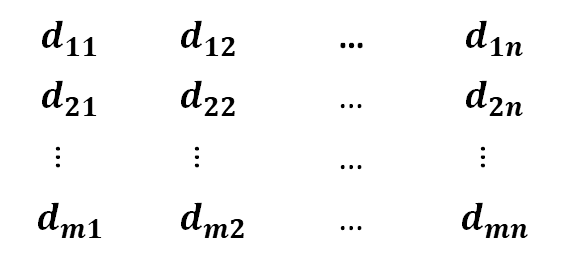 d₁₁ d₁₂ ... d₁ₙ
d₂₁ d₂₂ ... d₂ₙ
⋮ ⋮ ... ⋮
dₘ₁ dₘ₂ ... dₘₙ